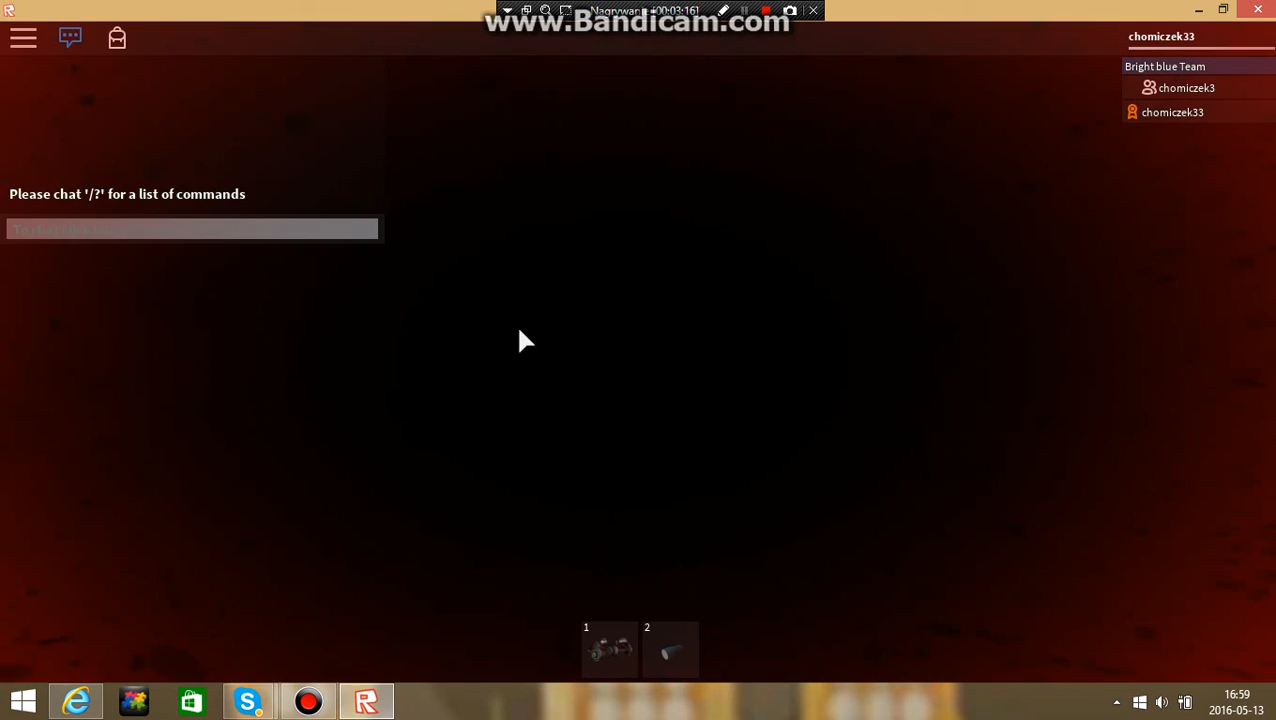 Nagrywanie [00:03:16]
www.Bandicam.com
chomiczek33
Bright blue Team
chomiczek3
chomiczek33
Please chat '/?' for a list of commands
1
2
16:59
2016-05-13